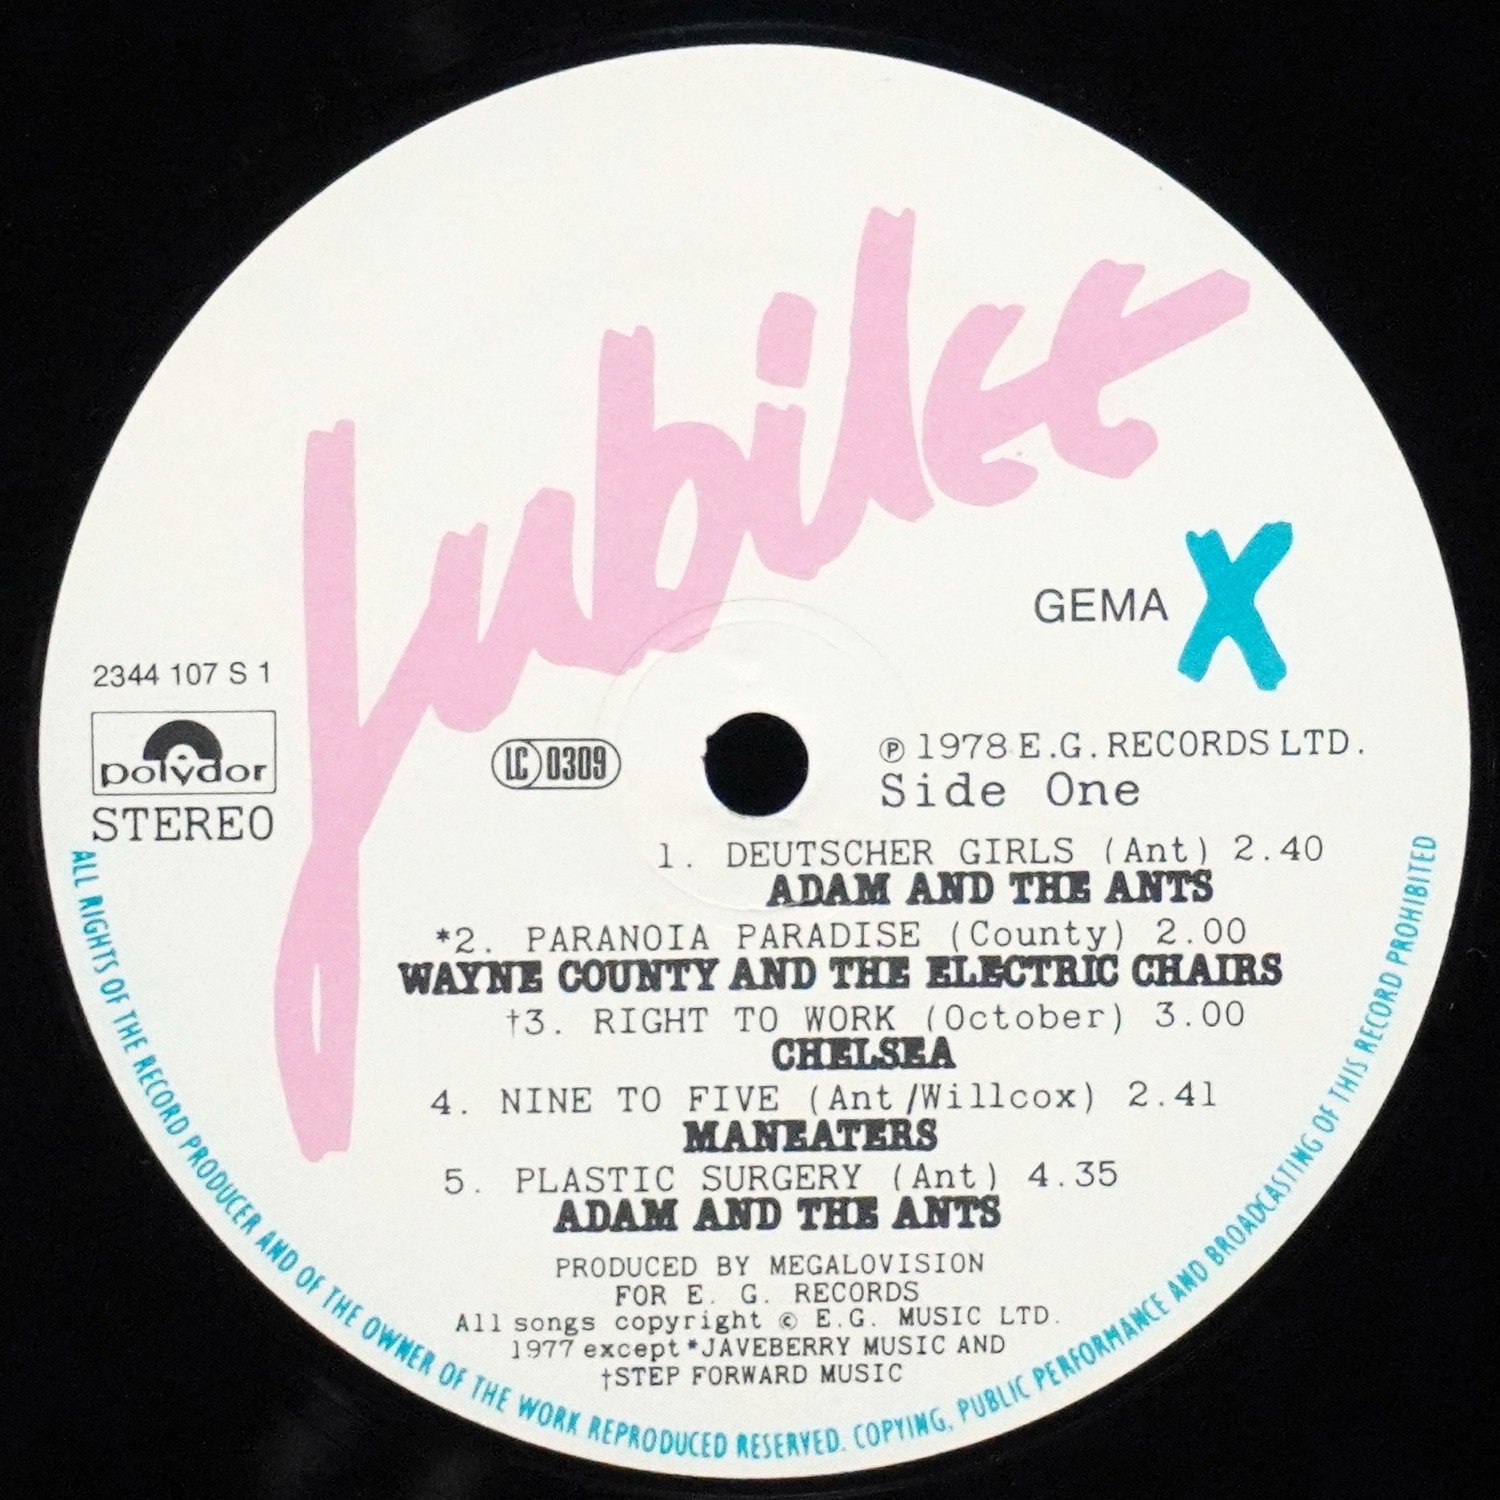 Jubilee
GEMA X
2344 107 S 1
polydor
STEREO
LC 0309
℗ 1978 E.G. RECORDS LTD.
Side One
1. DEUTSCHER GIRLS (Ant) 2.40
ADAM AND THE ANTS
*2. PARANOIA PARADISE (County) 2.00
WAYNE COUNTY AND THE ELECTRIC CHAIRS
†3. RIGHT TO WORK (October) 3.00
CHELSEA
4. NINE TO FIVE (Ant/Willcox) 2.41
MANEATERS
5. PLASTIC SURGERY (Ant) 4.35
ADAM AND THE ANTS
PRODUCED BY MEGALOVISION
FOR E. G. RECORDS
All songs copyright © E.G. MUSIC LTD.
1977 except *JAVEBERRY MUSIC AND
†STEP FORWARD MUSIC
ALL RIGHTS OF THE RECORD PRODUCER AND OF THE OWNER OF THE WORK REPRODUCED RESERVED. COPYING, PUBLIC PERFORMANCE AND BROADCASTING OF THIS RECORD PROHIBITED